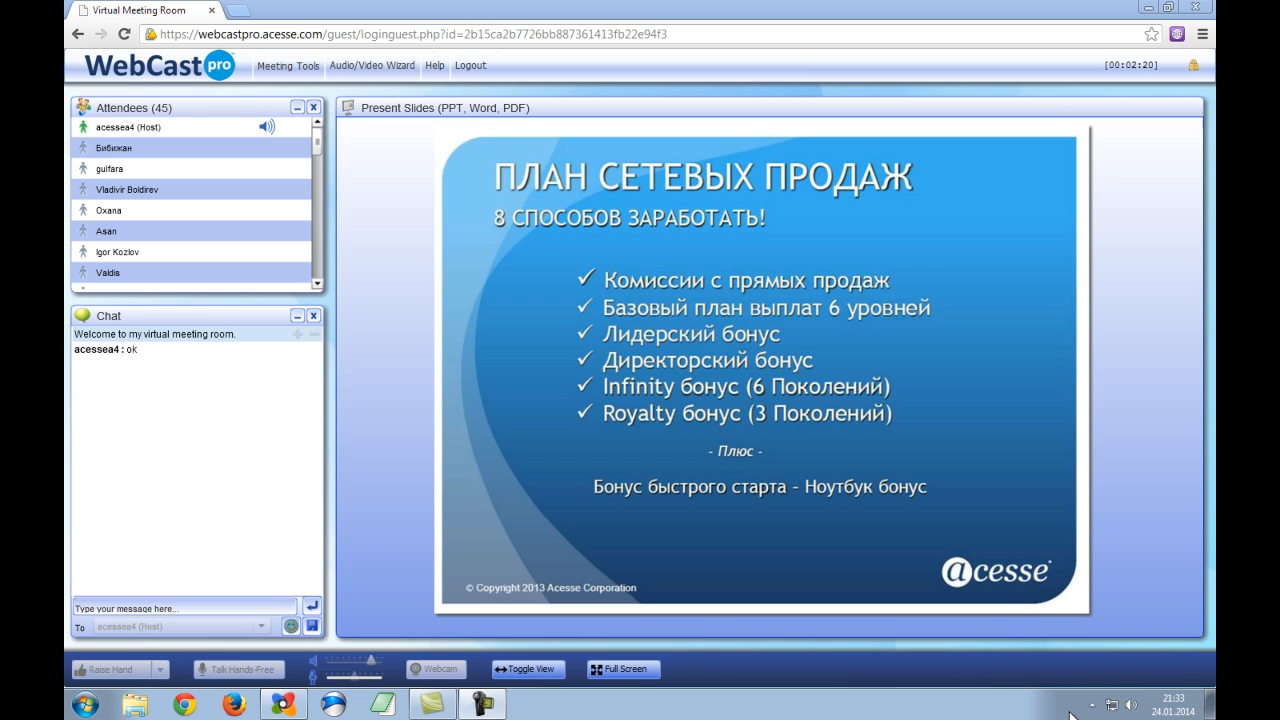 Virtual Meeting Room
https://webcastpro.acesse.com/guest/loginguest.php?id=2b15ca2b7726bb887361413fb22e94f3
WebCast pro
Meeting Tools
Audio/Video Wizard
Help
Logout
[00:02:20]
Attendees (45)
acessea4 (Host)
Бибижан
gulfara
Vladivir Boldirev
Oxana
Asan
Igor Kozlov
Valdis
Chat
Welcome to my virtual meeting room.
acessea4 : ok
Type your message here...
To acessea4 (Host)
Present Slides (PPT, Word, PDF)
ПЛАН СЕТЕВЫХ ПРОДАЖ
8 СПОСОБОВ ЗАРАБОТАТЬ!
✓ Комиссии с прямых продаж
✓ Базовый план выплат 6 уровней
✓ Лидерский бонус
✓ Директорский бонус
✓ Infinity бонус (6 Поколений)
✓ Royalty бонус (3 Поколений)
- Плюс -
Бонус быстрого старта - Ноутбук бонус
© Copyright 2013 Acesse Corporation
@cesse
Raise Hand
Talk Hands-Free
Webcam
Toggle View
Full Screen
21:33
24.01.2014